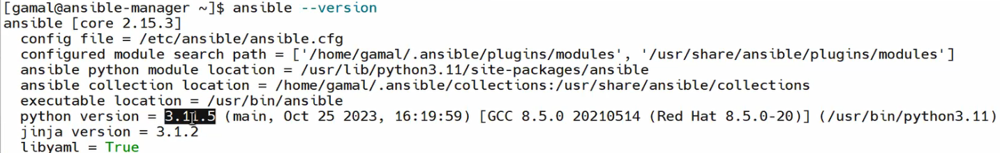 [gamal@ansible-manager ~]$ ansible --version
ansible [core 2.15.3]
  config file = /etc/ansible/ansible.cfg
  configured module search path = ['/home/gamal/.ansible/plugins/modules', '/usr/share/ansible/plugins/modules']
  ansible python module location = /usr/lib/python3.11/site-packages/ansible
  ansible collection location = /home/gamal/.ansible/collections:/usr/share/ansible/collections
  executable location = /usr/bin/ansible
  python version = 3.11.5 (main, Oct 25 2023, 16:19:59) [GCC 8.5.0 20210514 (Red Hat 8.5.0-20)] (/usr/bin/python3.11)
  jinja version = 3.1.2
  libyaml = True